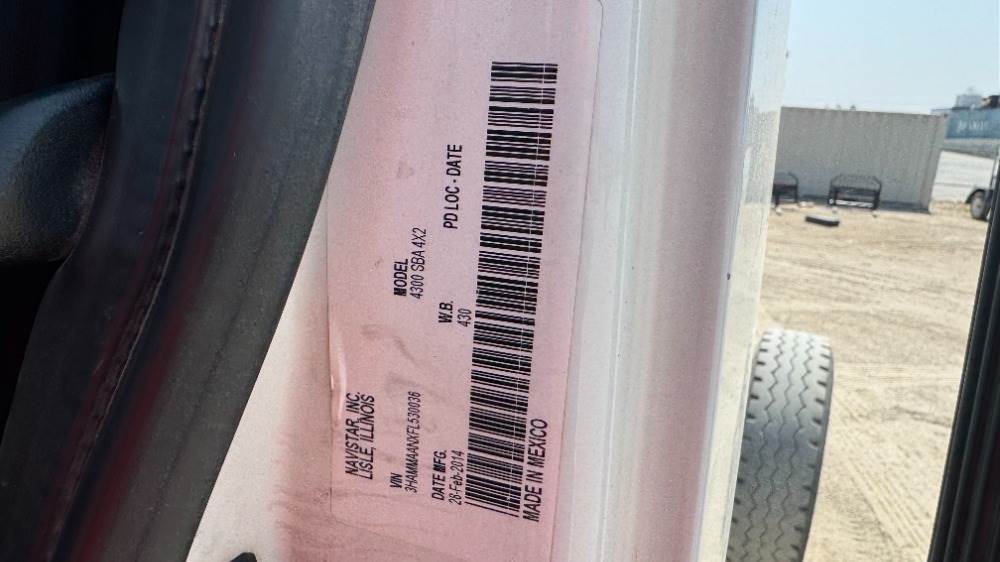 NAVISTAR, INC.
LISLE, ILLINOIS
VIN
3HAMMAANXFL530036
MODEL
4300 SBA 4X2
DATE MFG.
28-Feb-2014
W.B.
430
PD LOC - DATE
MADE IN MEXICO